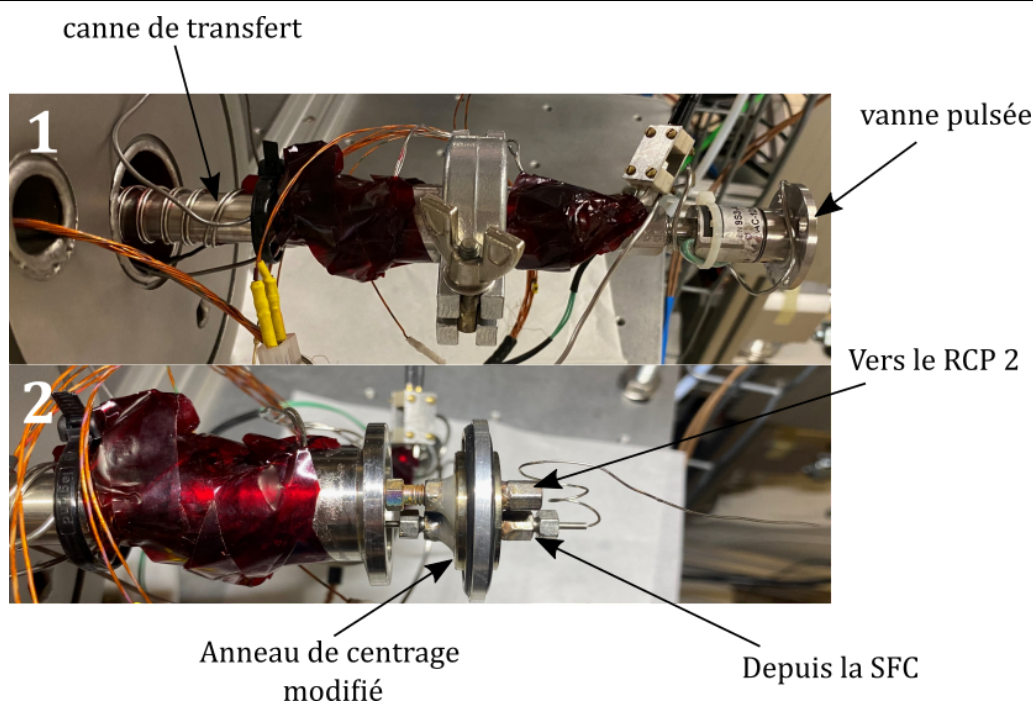 canne de transfert
1
vanne pulsée
2
Vers le RCP 2
Anneau de centrage
modifié
Depuis la SFC